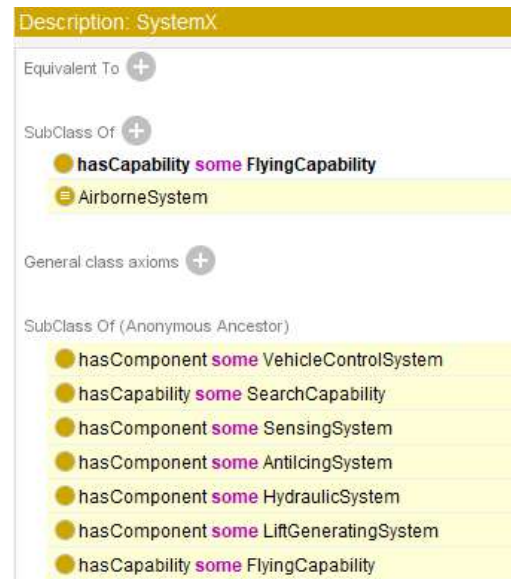 Description: SystemX
Equivalent To
SubClass Of
hasCapability some FlyingCapability
AirborneSystem
General class axioms
SubClass Of (Anonymous Ancestor)
hasComponent some VehicleControlSystem
hasCapability some SearchCapability
hasComponent some SensingSystem
hasComponent some AntiIcingSystem
hasComponent some HydraulicSystem
hasComponent some LiftGeneratingSystem
hasCapability some FlyingCapability